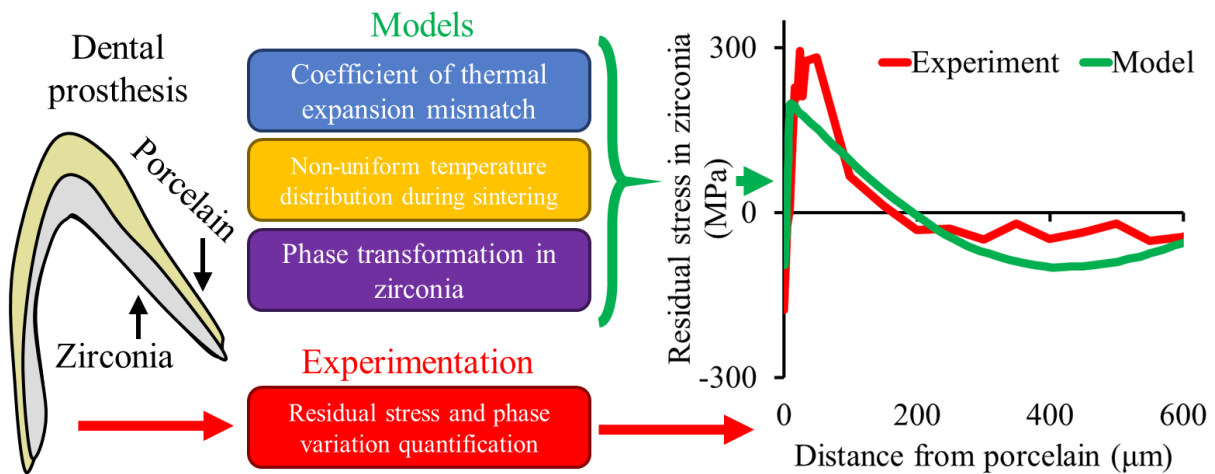 Dental
prosthesis
Porcelain
Zirconia
Models
Coefficient of thermal
expansion mismatch
Non-uniform temperature
distribution during sintering
Phase transformation in
zirconia
Experimentation
Residual stress and phase
variation quantification
Residual stress in zirconia
(MPa)
300
0
-300
Experiment
Model
0
200
400
600
Distance from porcelain (μm)